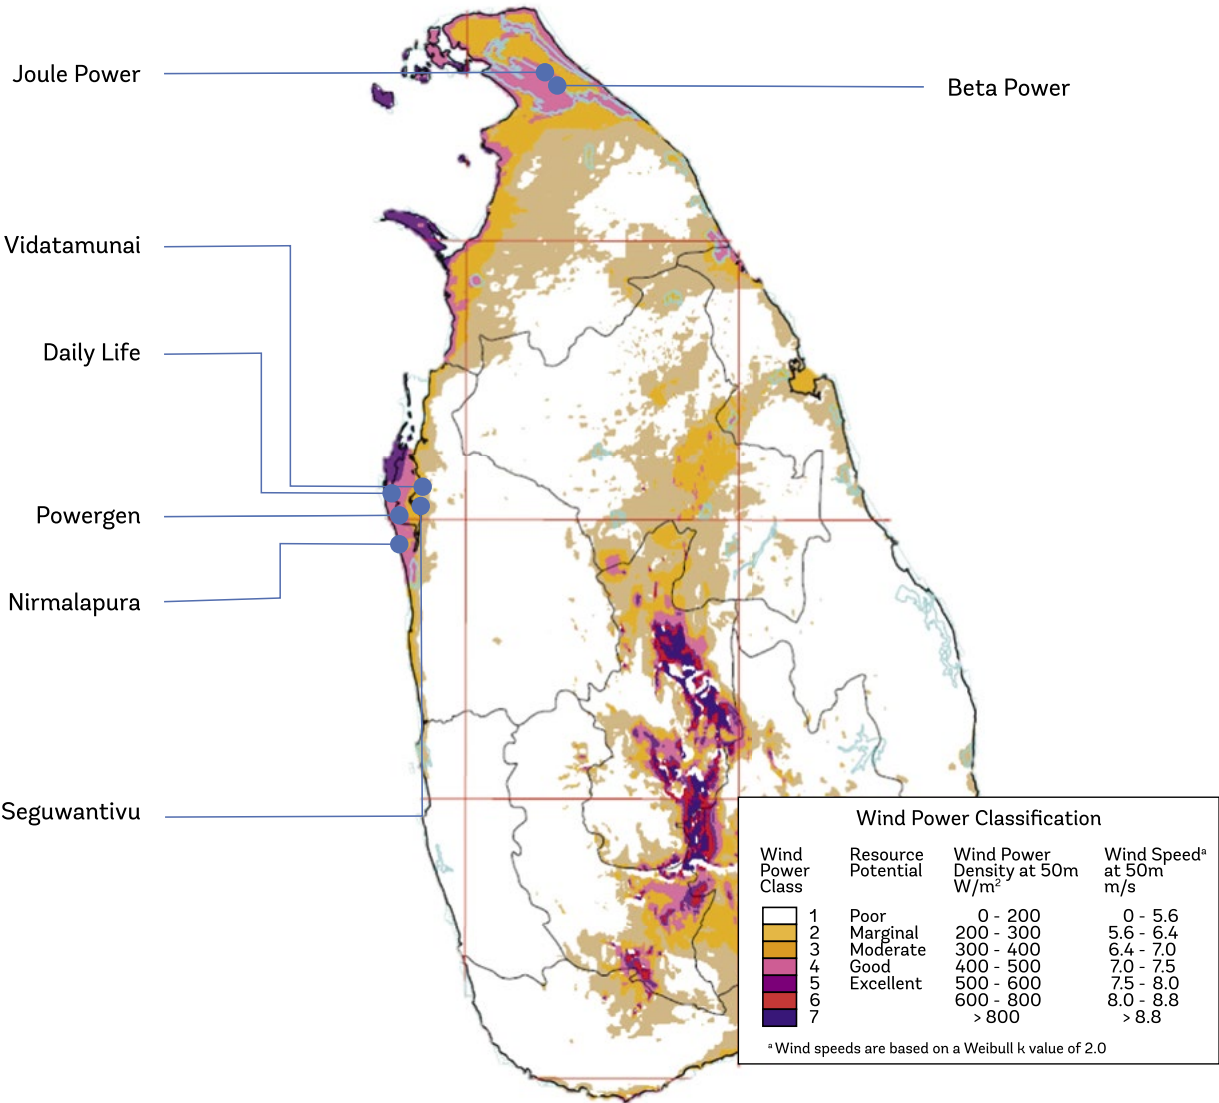 Joule Power
Beta Power
Vidatamunai
Daily Life
Powergen
Nirmalapura
Seguwantivu
Wind Power Classification
Wind Power Class
Resource Potential
Wind Power Density at 50m W/m²
Wind Speedᵃ at 50m m/s
1 Poor 0 - 200 0 - 5.6
2 Marginal 200 - 300 5.6 - 6.4
3 Moderate 300 - 400 6.4 - 7.0
4 Good 400 - 500 7.0 - 7.5
5 Excellent 500 - 600 7.5 - 8.0
6 600 - 800 8.0 - 8.8
7 > 800 > 8.8
ᵃ Wind speeds are based on a Weibull k value of 2.0